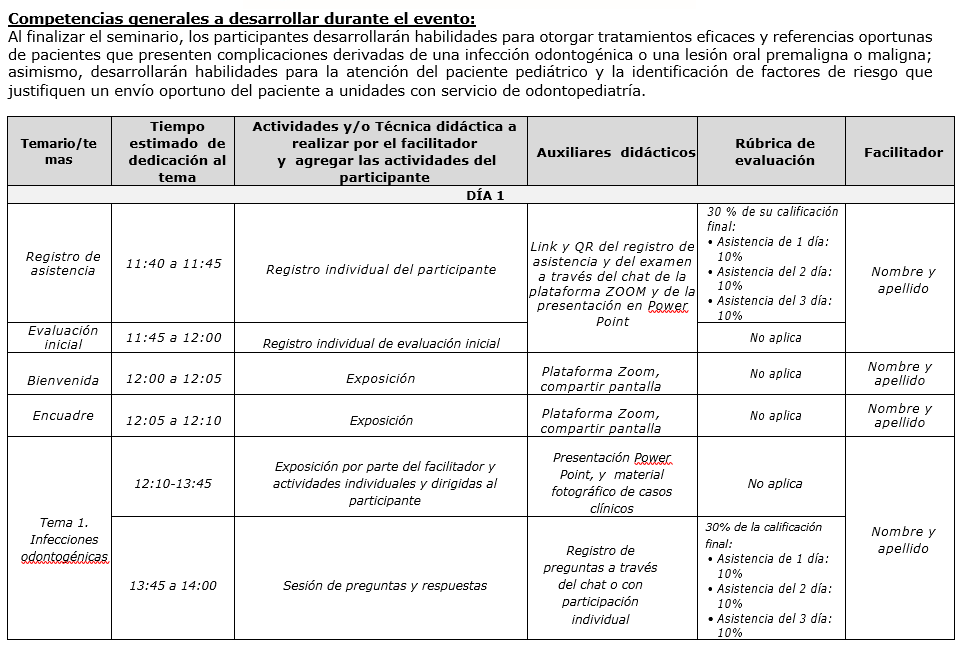 Competencias generales a desarrollar durante el evento:
Al finalizar el seminario, los participantes desarrollarán habilidades para otorgar tratamientos eficaces y referencias oportunas
de pacientes que presenten complicaciones derivadas de una infección odontogénica o una lesión oral premaligna o maligna;
asimismo, desarrollarán habilidades para la atención del paciente pediátrico y la identificación de factores de riesgo que
justifiquen un envío oportuno del paciente a unidades con servicio de odontopediatría.
Temario/te
mas
Tiempo
estimado de
dedicación al
tema
Actividades y/o Técnica didáctica a
realizar por el facilitador
y agregar las actividades del
participante
Auxiliares didácticos
Rúbrica de
evaluación
Facilitador
DÍA 1
Registro de
asistencia
11:40 a 11:45
Registro individual del participante
Link y QR del registro de
asistencia y del examen
a través del chat de la
plataforma ZOOM y de la
presentación en Power
Point
30 % de su calificación
final:
• Asistencia de 1 día:
10%
• Asistencia del 2 día:
10%
• Asistencia del 3 día:
10%
Nombre y
apellido
Evaluación
inicial
11:45 a 12:00
Registro individual de evaluación inicial
No aplica
Bienvenida
12:00 a 12:05
Exposición
Plataforma Zoom,
compartir pantalla
No aplica
Nombre y
apellido
Encuadre
12:05 a 12:10
Exposición
Plataforma Zoom,
compartir pantalla
No aplica
Nombre y
apellido
Tema 1.
Infecciones
odontogénicas
12:10-13:45
Exposición por parte del facilitador y
actividades individuales y dirigidas al
participante
Presentación Power
Point, y material
fotográfico de casos
clínicos
No aplica
Nombre y
apellido
13:45 a 14:00
Sesión de preguntas y respuestas
Registro de
preguntas a través
del chat o con
participación
individual
30% de la calificación
final:
• Asistencia de 1 día:
10%
• Asistencia del 2 día:
10%
• Asistencia del 3 día:
10%